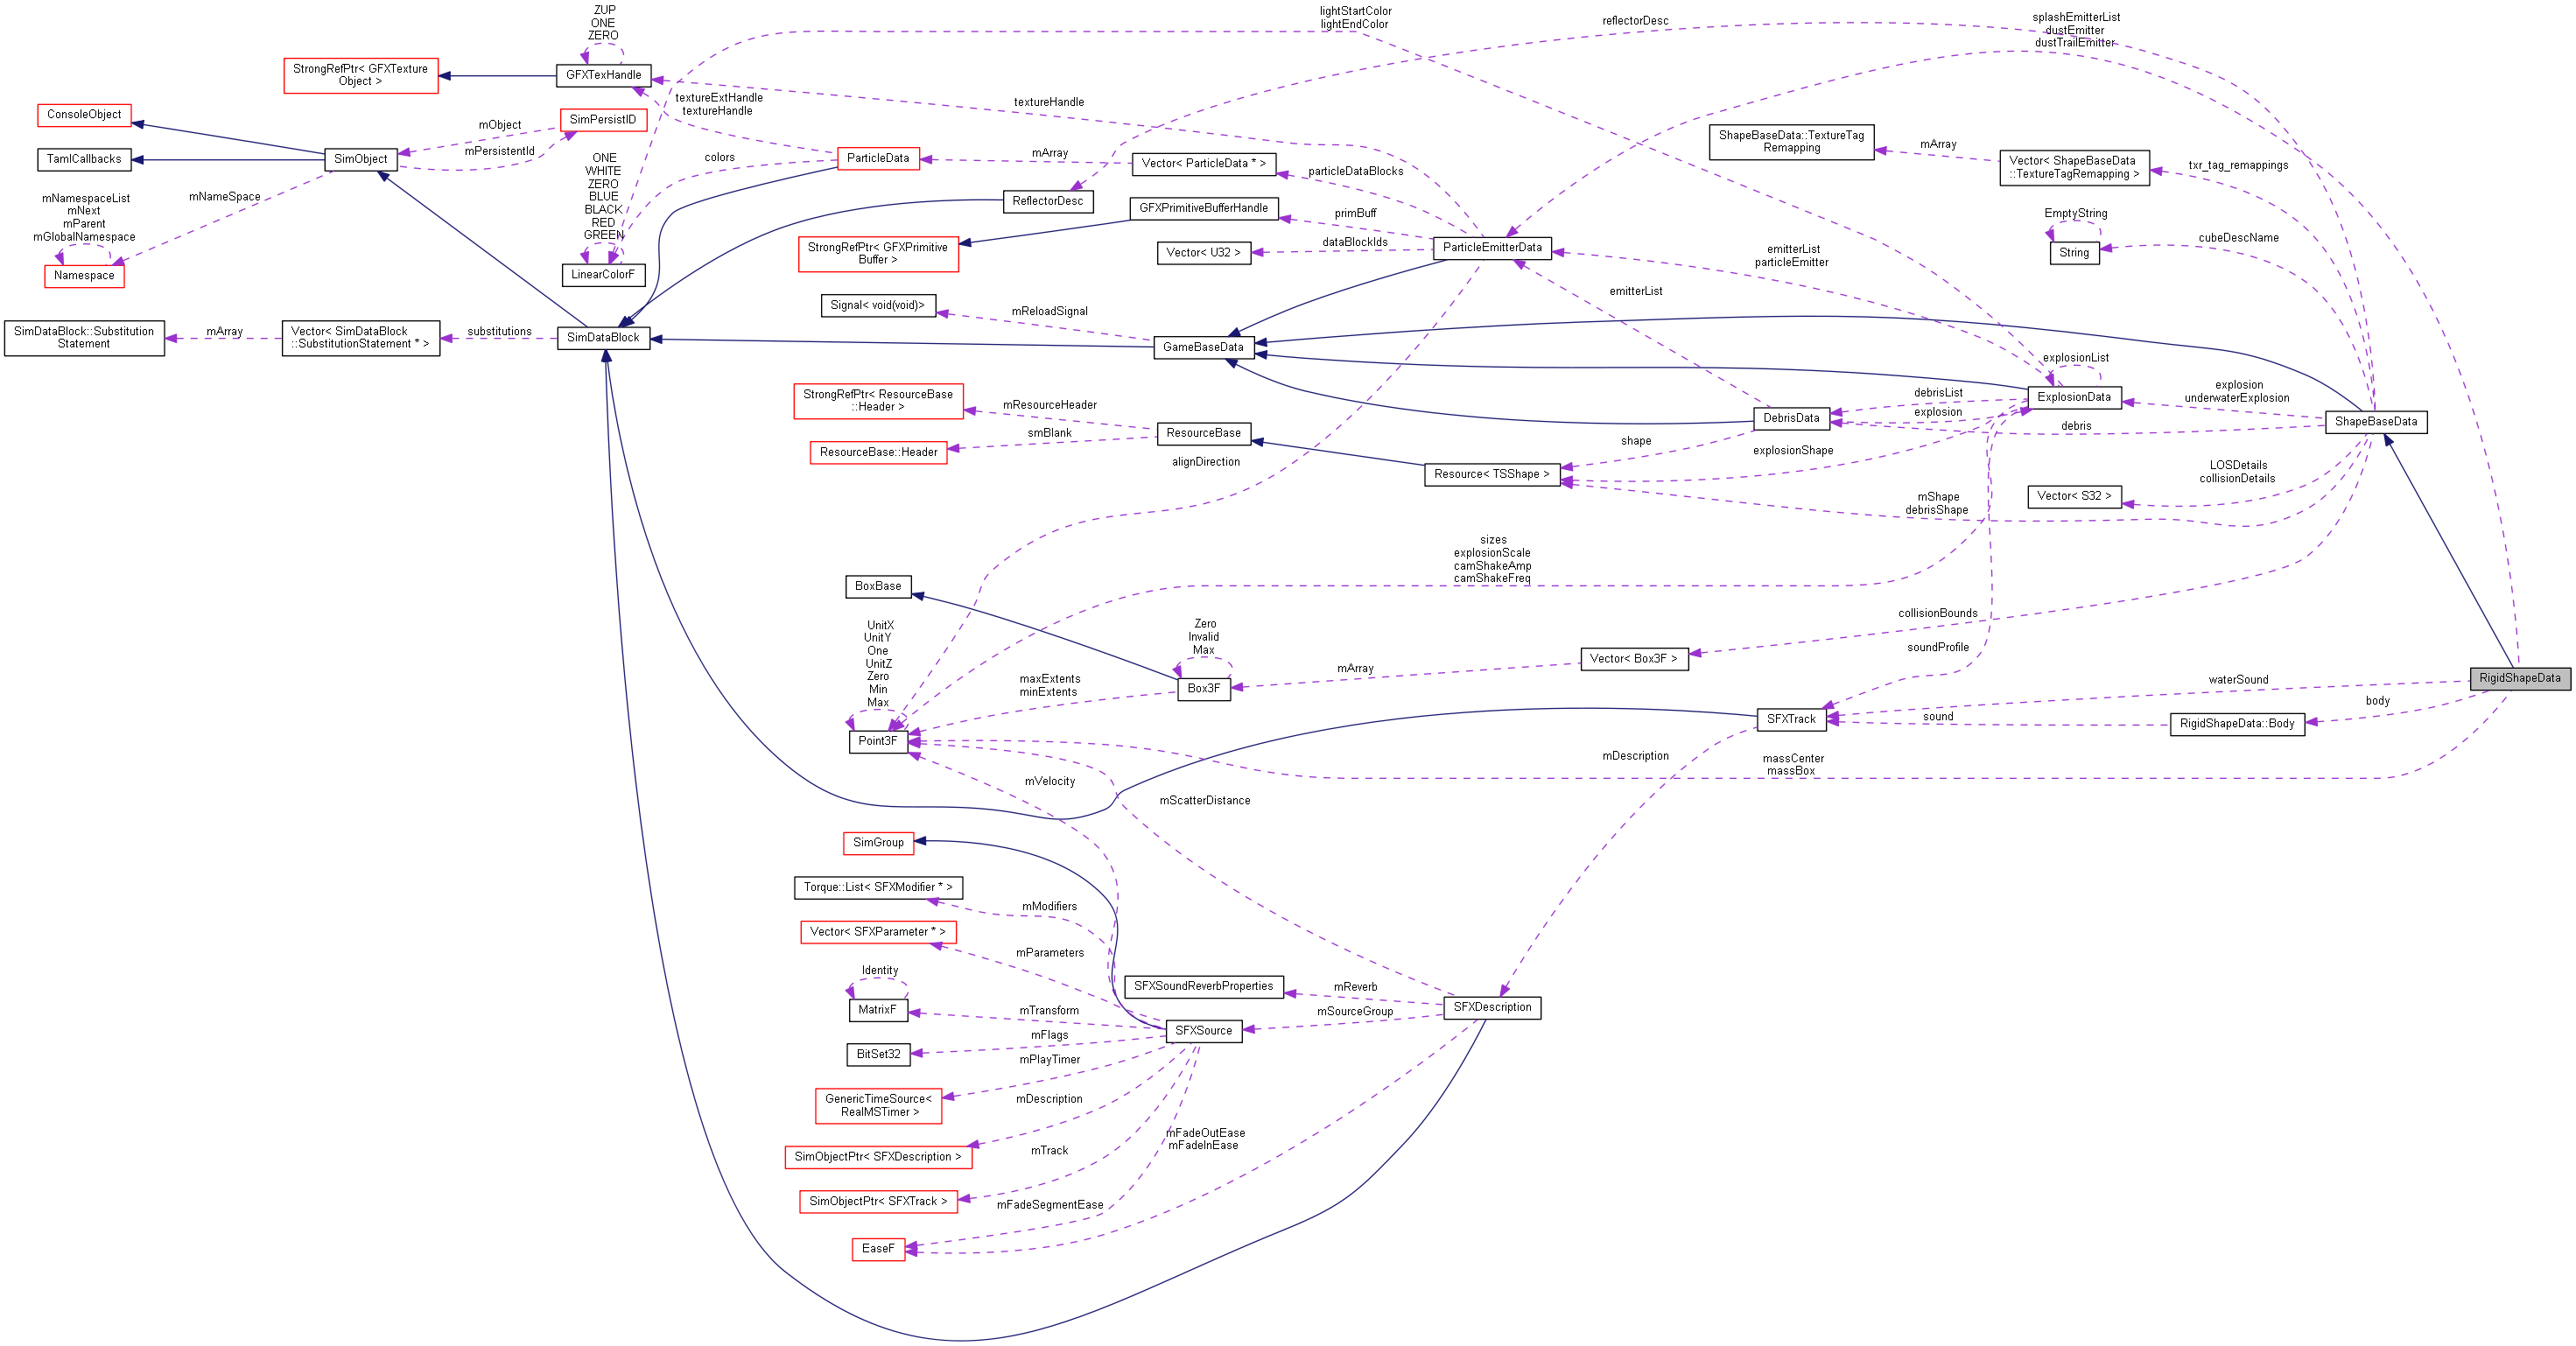 ZUP
ONE
ZERO
lightStartColor
lightEndColor
reflectorDesc
splashEmitterList
dustEmitter
dustTrailEmitter
StrongRefPtr< GFXTexture
Object >
GFXTexHandle
textureExtHandle
textureHandle
textureHandle
ConsoleObject
mObject
SimPersistID
ShapeBaseData::TextureTag
Remapping
mArray
Vector< ShapeBaseData
::TextureTagRemapping >
txr_tag_remappings
TamlCallbacks
SimObject
mPersistentId
colors
ParticleData
mArray
Vector< ParticleData * >
particleDataBlocks
ONE
WHITE
ZERO
BLUE
BLACK
RED
GREEN
mNameSpace
mNamespaceList
mNext
mParent
mGlobalNamespace
ReflectorDesc
GFXPrimitiveBufferHandle
primBuff
EmptyString
cubeDescName
StrongRefPtr< GFXPrimitive
Buffer >
Vector< U32 >
dataBlockIds
ParticleEmitterData
emitterList
particleEmitter
String
Namespace
LinearColorF
emitterList
Signal< void(void)>
mReloadSignal
SimDataBlock::Substitution
Statement
mArray
Vector< SimDataBlock
::SubstitutionStatement * >
substitutions
SimDataBlock
GameBaseData
explosionList
StrongRefPtr< ResourceBase
::Header >
mResourceHeader
debrisList
ExplosionData
explosion
underwaterExplosion
explosion
DebrisData
debris
ShapeBaseData
smBlank
ResourceBase
ResourceBase::Header
shape
explosionShape
alignDirection
Resource< TSShape >
LOSDetails
collisionDetails
Vector< S32 >
mShape
debrisShape
sizes
explosionScale
camShakeAmp
camShakeFreq
BoxBase
collisionBounds
UnitX
UnitY
One
UnitZ
Zero
Min
Max
Zero
Invalid
Max
soundProfile
Vector< Box3F >
mArray
maxExtents
minExtents
Box3F
RigidShapeData
waterSound
body
SFXTrack
sound
RigidShapeData::Body
Point3F
mDescription
massCenter
massBox
mVelocity
mScatterDistance
SimGroup
Torque::List< SFXModifier * >
mModifiers
Vector< SFXParameter * >
mParameters
Identity
SFXSoundReverbProperties
mReverb
SFXDescription
MatrixF
mTransform
mSourceGroup
SFXSource
mFlags
BitSet32
mPlayTimer
GenericTimeSource<
RealMSTimer >
mDescription
mFadeOutEase
mFadeInEase
SimObjectPtr< SFXDescription >
mTrack
SimObjectPtr< SFXTrack >
mFadeSegmentEase
EaseF